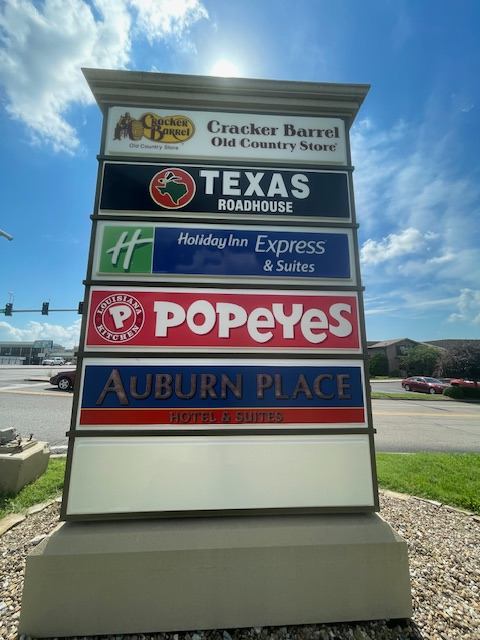 Cracker Barrel
Old Country Store
Cracker Barrel
Old Country Store®
TEXAS
ROADHOUSE
H
Holiday Inn Express
& Suites
LOUISIANA
P
KITCHEN
POPEYES
AUBURN PLACE
HOTEL & SUITES